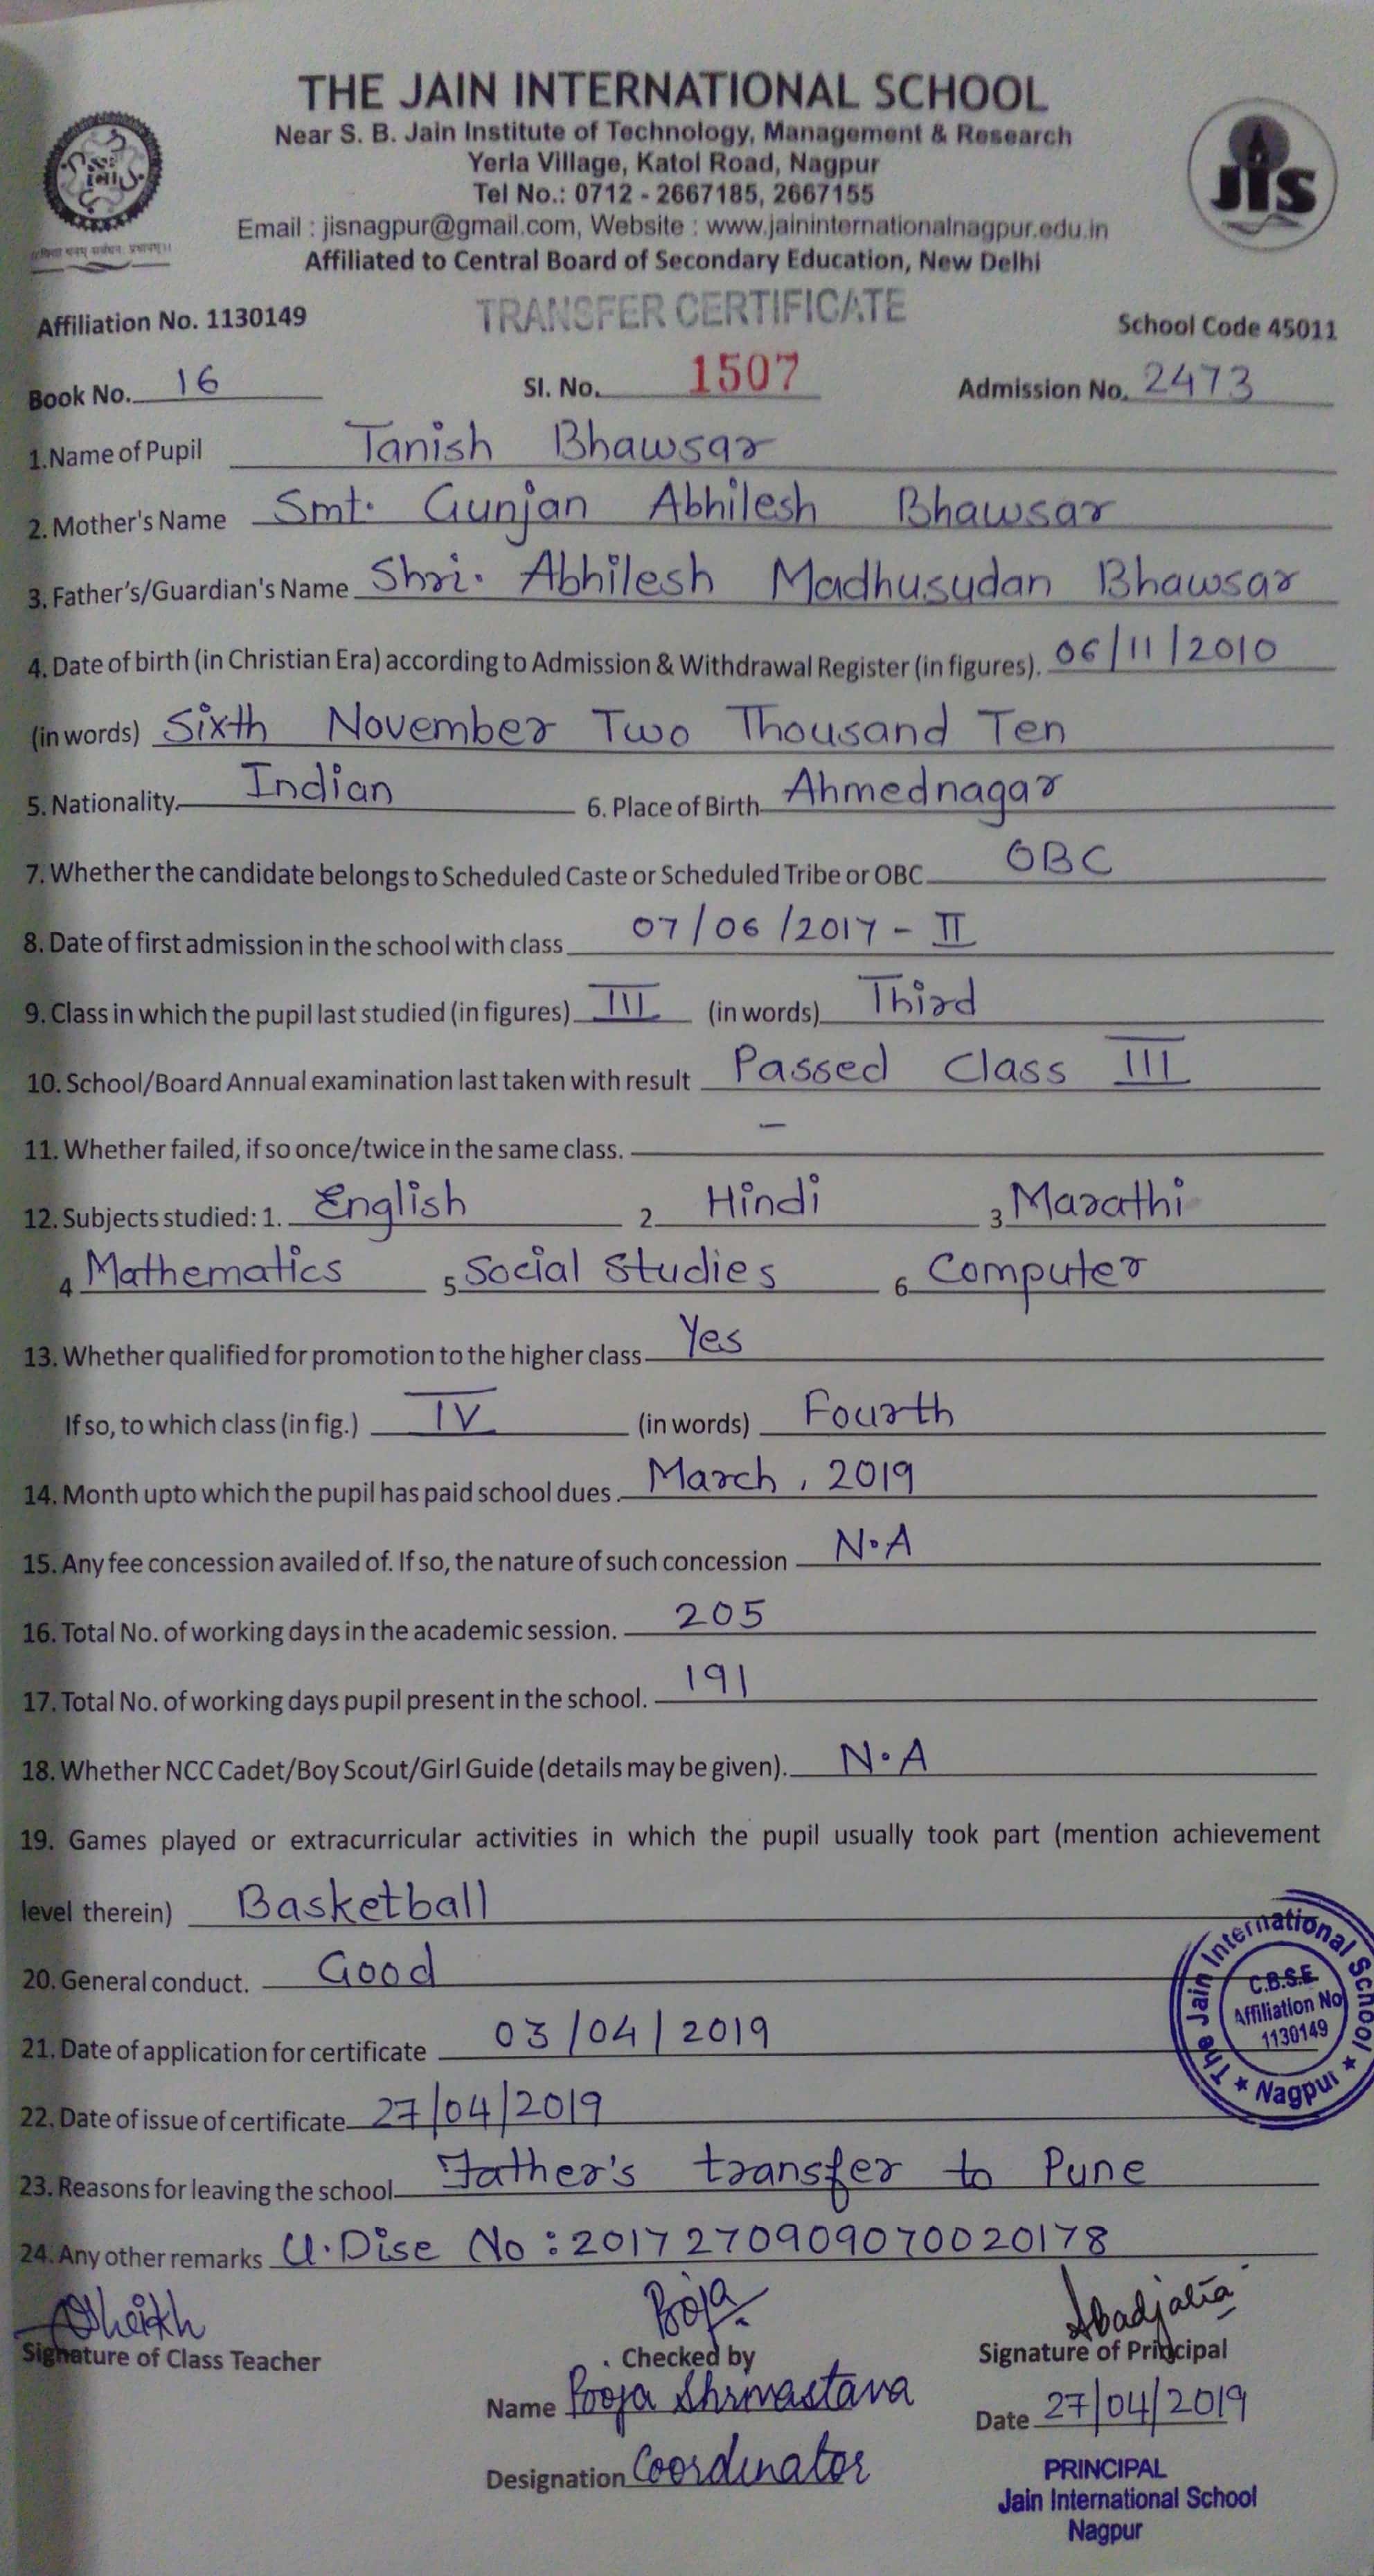 THE JAIN INTERNATIONAL SCHOOL
Near S. B. Jain Institute of Technology, Management & Research
Yerla Village, Katol Road, Nagpur
Tel No.: 0712 - 2667185, 2667155
Email : jisnagpur@gmail.com, Website : www.jaininternationalnagpur.edu.in
Affiliated to Central Board of Secondary Education, New Delhi
jis
Affiliation No. 1130149 TRANSFER CERTIFICATE School Code 45011
Book No. 16 Sl. No. 1507 Admission No. 2473
1.Name of Pupil Tanish Bhawsar
2. Mother's Name Smt. Gunjan Abhilesh Bhawsar
3. Father's/Guardian's Name Shri. Abhilesh Madhusudan Bhawsar
4. Date of birth (in Christian Era) according to Admission & Withdrawal Register (in figures). 06/11/2010
(in words) Sixth November Two Thousand Ten
5. Nationality Indian 6. Place of Birth Ahmednagar
7. Whether the candidate belongs to Scheduled Caste or Scheduled Tribe or OBC OBC
8. Date of first admission in the school with class 07/06/2017 - II
9. Class in which the pupil last studied (in figures) III (in words) Third
10. School/Board Annual examination last taken with result Passed Class III
11. Whether failed, if so once/twice in the same class. –
12. Subjects studied: 1. English 2 Hindi 3 Marathi
4 Mathematics 5 Social Studies 6 Computer
13. Whether qualified for promotion to the higher class Yes
If so, to which class (in fig.) IV (in words) Fourth
14. Month upto which the pupil has paid school dues. March, 2019
15. Any fee concession availed of. If so, the nature of such concession N.A
16. Total No. of working days in the academic session. 205
17. Total No. of working days pupil present in the school. 191
18. Whether NCC Cadet/Boy Scout/Girl Guide (details may be given). N.A
19. Games played or extracurricular activities in which the pupil usually took part (mention achievement
level therein) Basketball
20. General conduct. Good
21. Date of application for certificate 03/04/2019
22. Date of issue of certificate 27/04/2019
The Jain International School ★ Nagpur ★
C.B.S.E
Affiliation No
1130149
23. Reasons for leaving the school Father's transfer to Pune
24. Any other remarks U.Dise No : 2017270909070020178
Sheikh Pooja
Signature of Class Teacher Checked by Signature of Principal
Name Pooja Shrivastava Date 27/04/2019
Designation Coordinator
PRINCIPAL
Jain International School
Nagpur